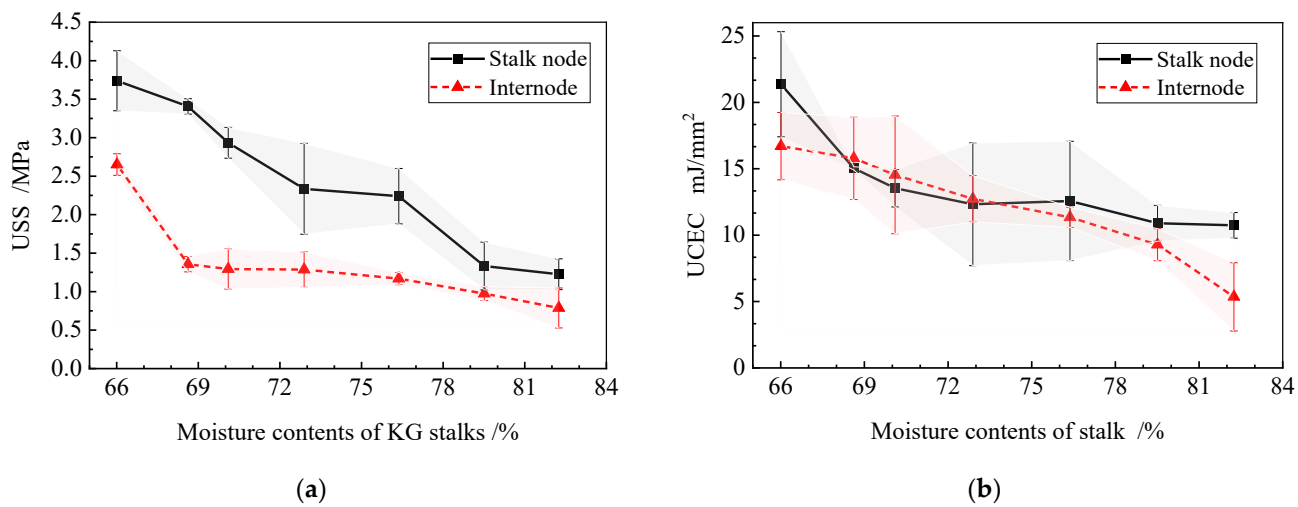 4.5
4.0
3.5
3.0
2.5
2.0
1.5
1.0
0.5
0.0
USS /MPa
Stalk node
Internode
66 69 72 75 78 81 84
Moisture contents of KG stalks /%
(a)
25
20
15
10
5
0
UCEC mJ/mm²
Stalk node
Internode
66 69 72 75 78 81 84
Moisture contents of stalk /%
(b)